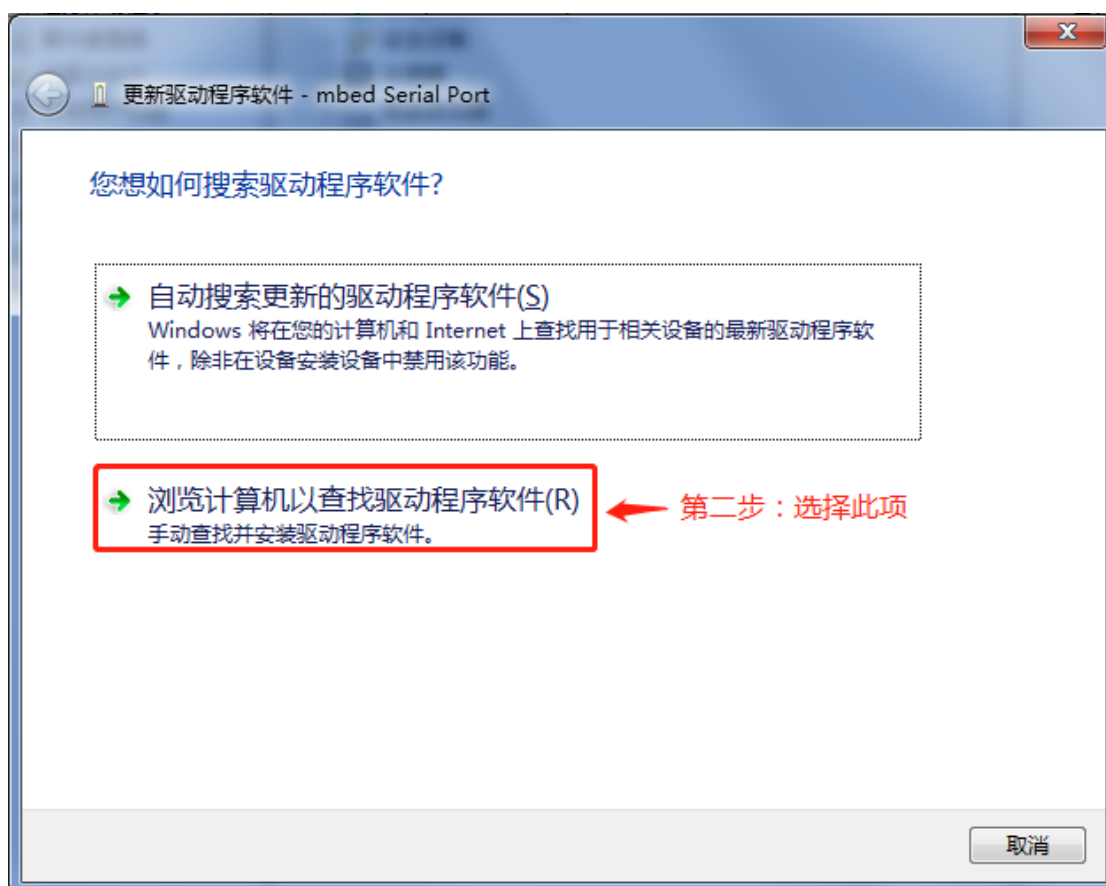 更新驱动程序软件 - mbed Serial Port
您想如何搜索驱动程序软件?
自动搜索更新的驱动程序软件(S)
Windows 将在您的计算机和 Internet 上查找用于相关设备的最新驱动程序软
件，除非在设备安装设备中禁用该功能。
浏览计算机以查找驱动程序软件(R)
手动查找并安装驱动程序软件。
第二步：选择此项
取消